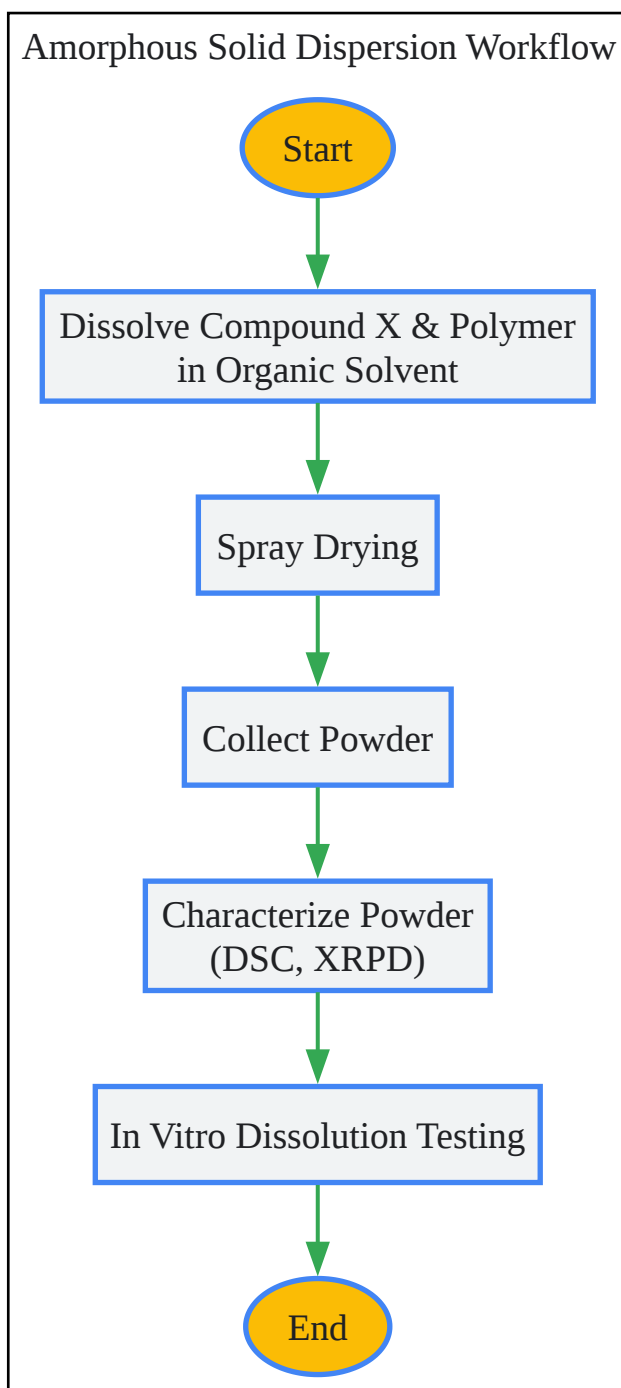 Amorphous Solid Dispersion Workflow
Start
Dissolve Compound X & Polymer
in Organic Solvent
Spray Drying
Collect Powder
Characterize Powder
(DSC, XRPD)
In Vitro Dissolution Testing
End